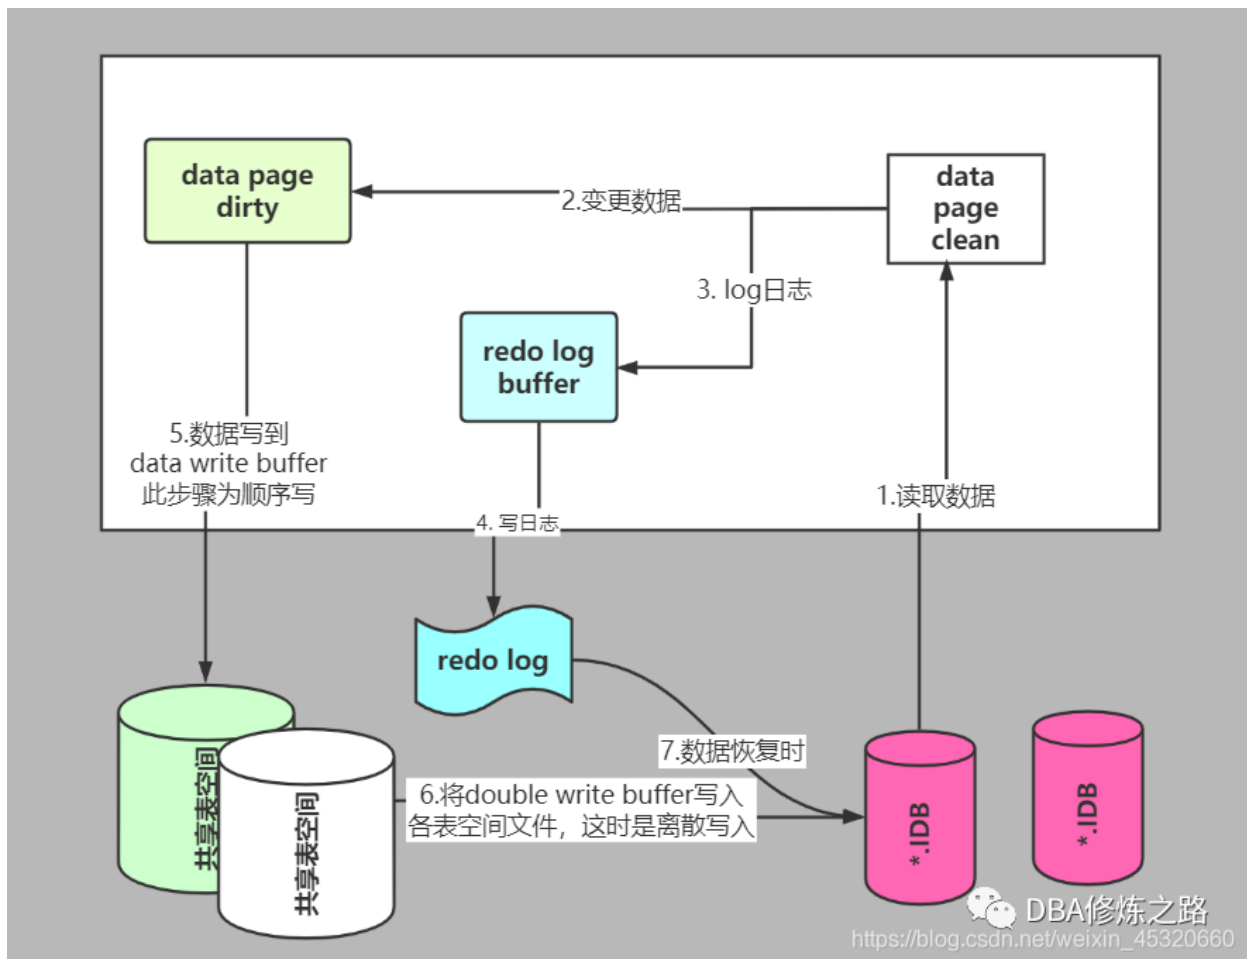 data page
dirty
2.变更数据
data
page
clean
3. log日志
redo log
buffer
5.数据写到
data write buffer
此步骤为顺序写
4. 写日志
1.读取数据
redo log
7.数据恢复时
共享表空间
共享表空间
6.将double write buffer写入
各表空间文件，这时是离散写入
*.IDB
*.IDB
DBA修炼之路
https://blog.csdn.net/weixin_45320660